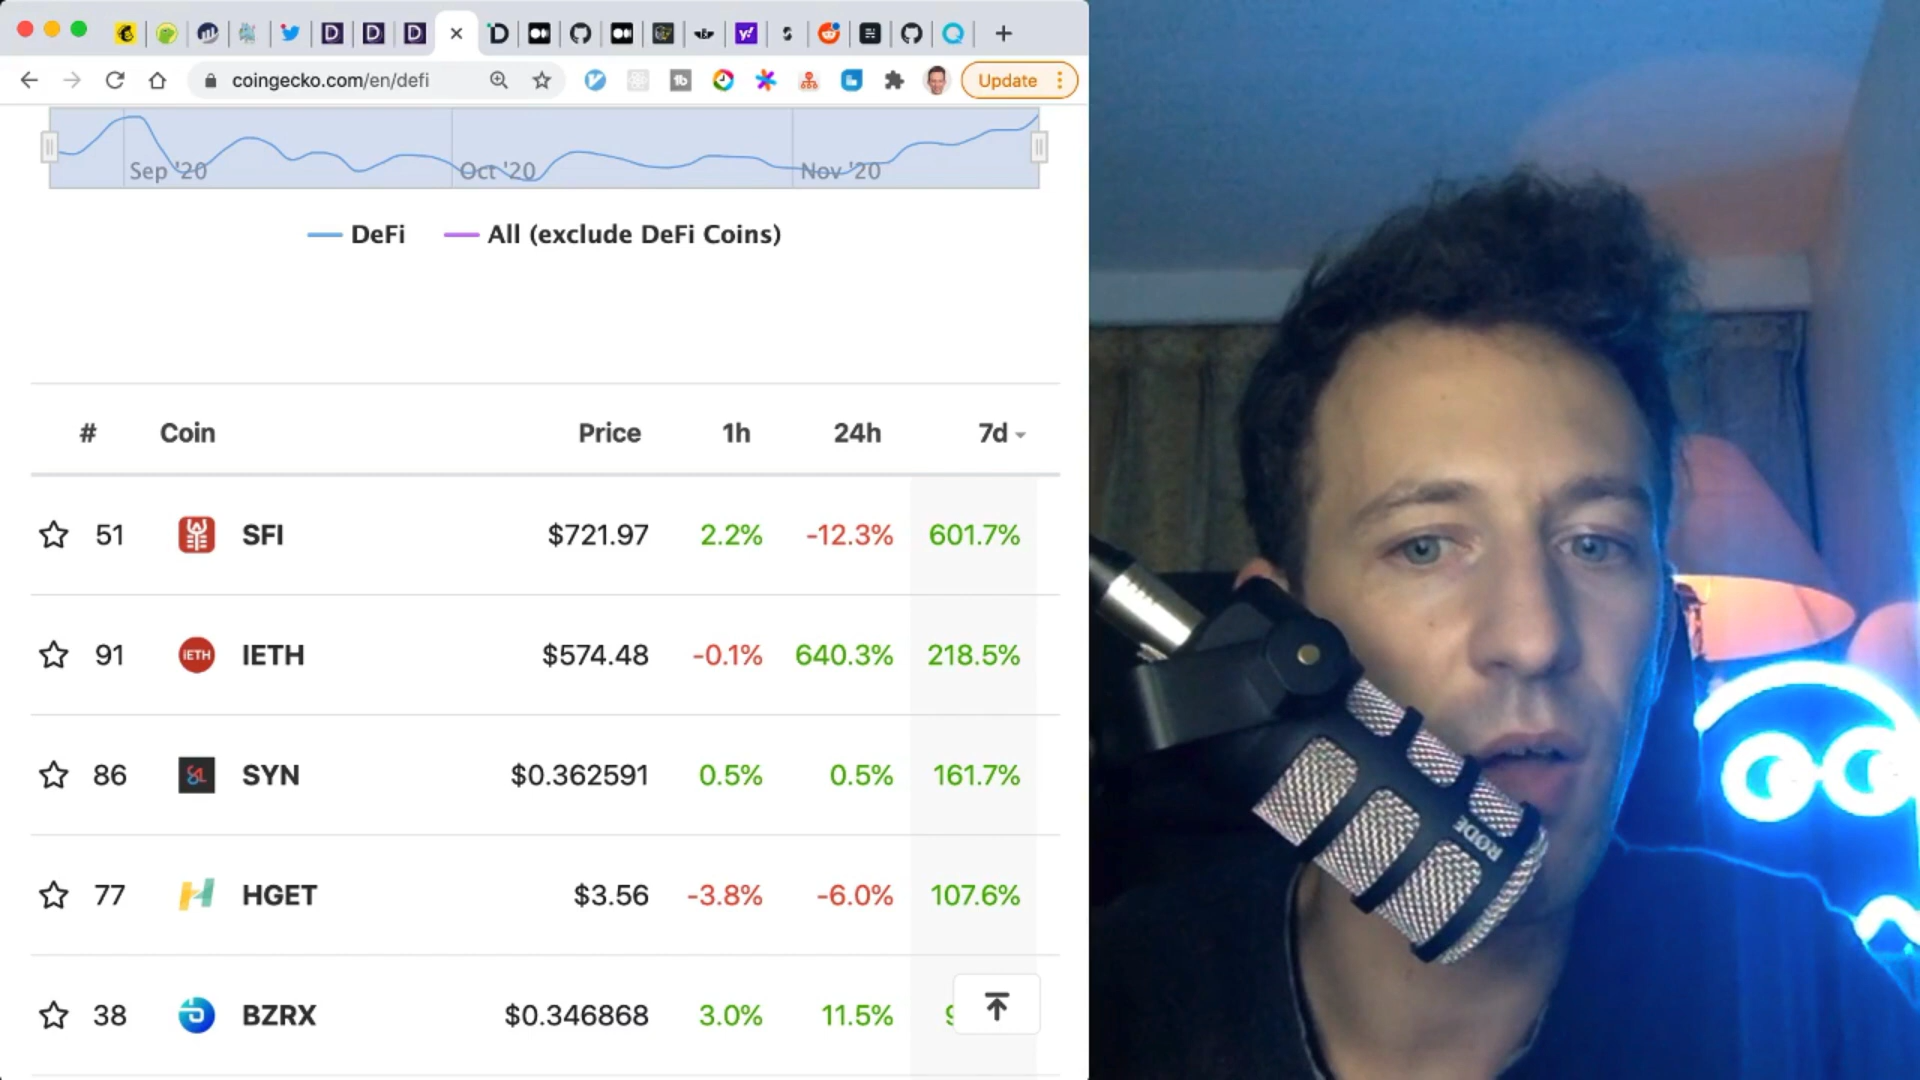 coingecko.com/en/defi
Update
Sep '20
Oct '20
Nov '20
DeFi
All (exclude DeFi Coins)
# Coin Price 1h 24h 7d
51 SFI $721.97 2.2% -12.3% 601.7%
91 iETH IETH $574.48 -0.1% 640.3% 218.5%
86 SYN $0.362591 0.5% 0.5% 161.7%
77 HGET $3.56 -3.8% -6.0% 107.6%
38 BZRX $0.346868 3.0% 11.5%
RØDE